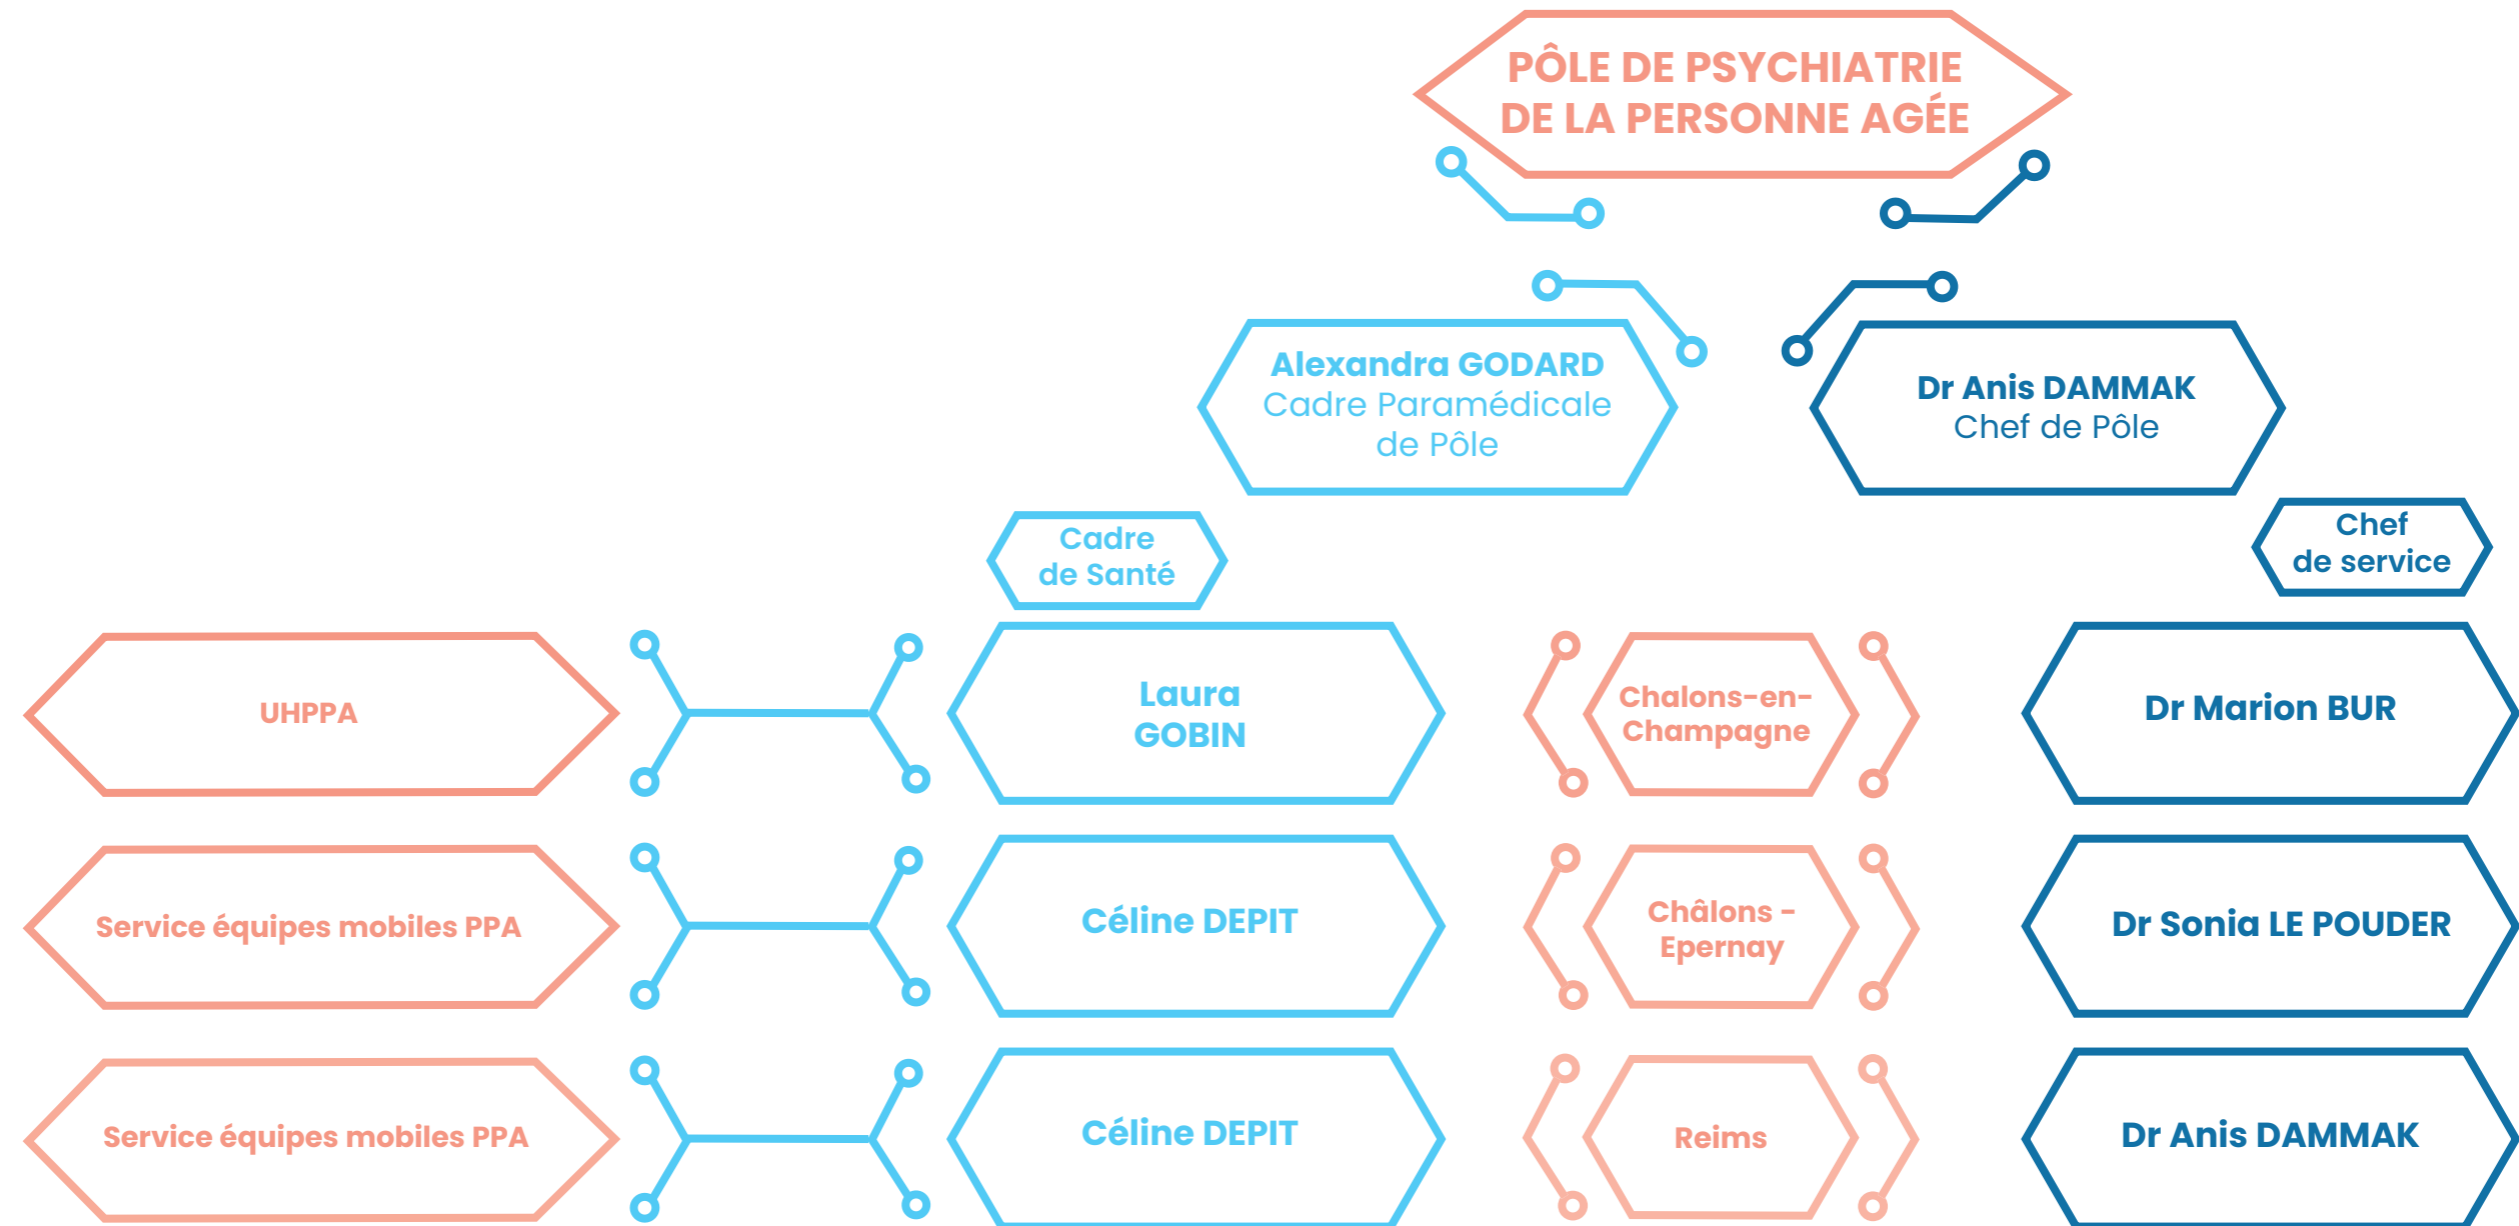 PÔLE DE PSYCHIATRIE
DE LA PERSONNE AGÉE
Alexandra GODARD
Cadre Paramédicale
de Pôle
Dr Anis DAMMAK
Chef de Pôle
Cadre
de Santé
Chef
de service
UHPPA
Laura
GOBIN
Chalons-en-
Champagne
Dr Marion BUR
Service équipes mobiles PPA
Céline DEPIT
Châlons -
Epernay
Dr Sonia LE POUDER
Service équipes mobiles PPA
Céline DEPIT
Reims
Dr Anis DAMMAK